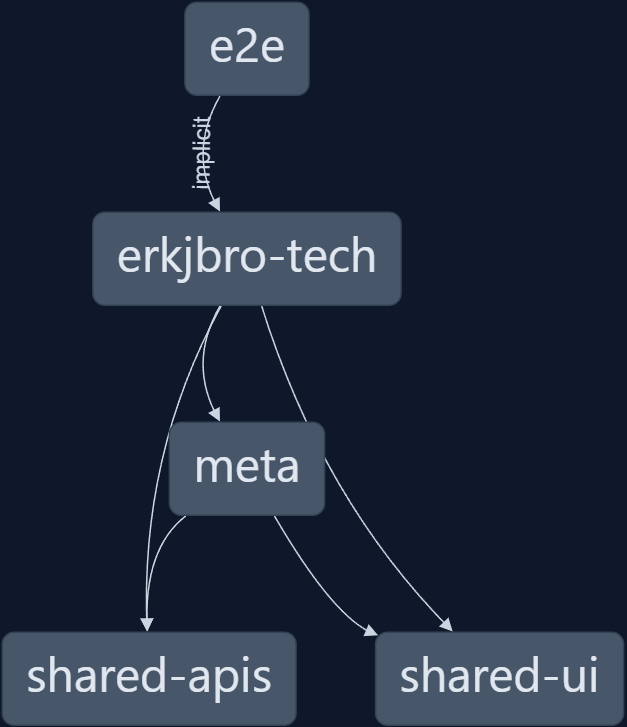 e2e
implicit
erkjbro-tech
meta
shared-apis
shared-ui